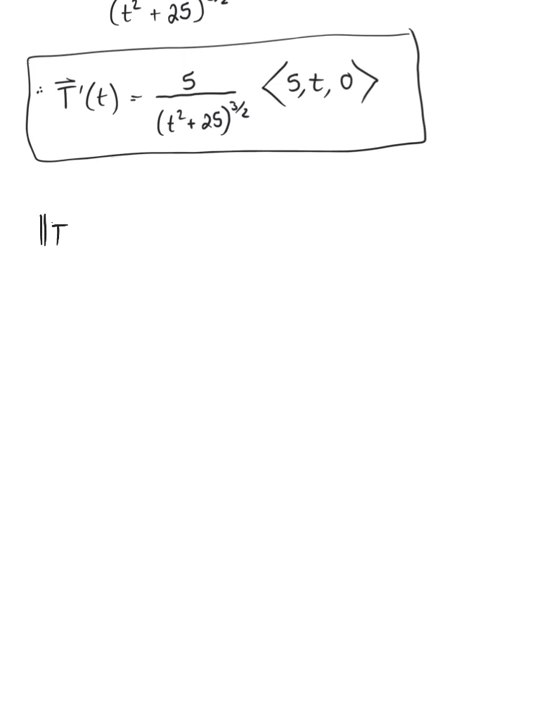 (t² + 25)
∴ T⃗'(t) = 5/(t²+25)^3/2 <5, t, 0>
||T